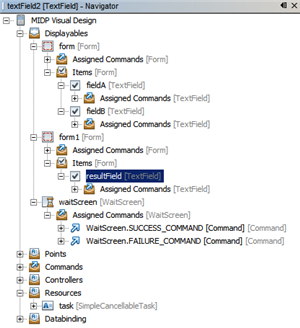 textField2 [TextField] - Navigator
MIDP Visual Design
Displayables
form [Form]
Assigned Commands [Form]
Items [Form]
fieldA [TextField]
Assigned Commands [TextField]
fieldB [TextField]
Assigned Commands [TextField]
form1 [Form]
Assigned Commands [Form]
Items [Form]
resultField [TextField]
Assigned Commands [TextField]
waitScreen [WaitScreen]
Assigned Commands [WaitScreen]
WaitScreen.SUCCESS_COMMAND [Command] [Command]
WaitScreen.FAILURE_COMMAND [Command] [Command]
Points
Commands
Controllers
Resources
task [SimpleCancellableTask]
Databinding